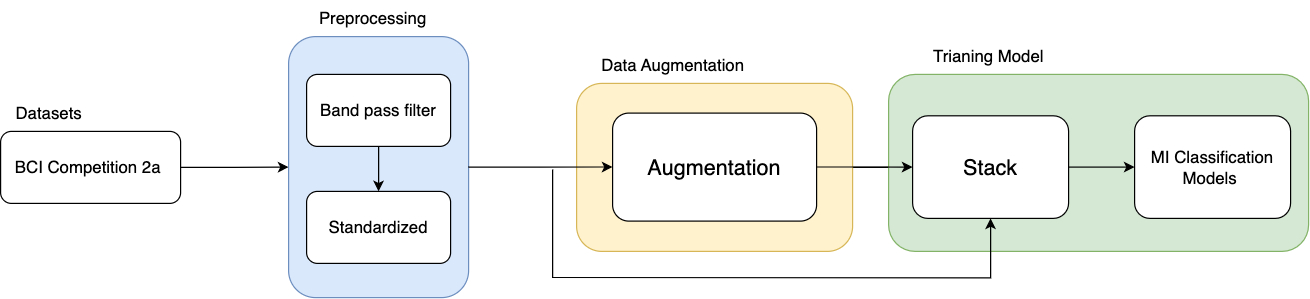 Preprocessing
Band pass filter
Standardized
Datasets
BCI Competition 2a
Data Augmentation
Augmentation
Trianing Model
Stack
MI Classification
Models